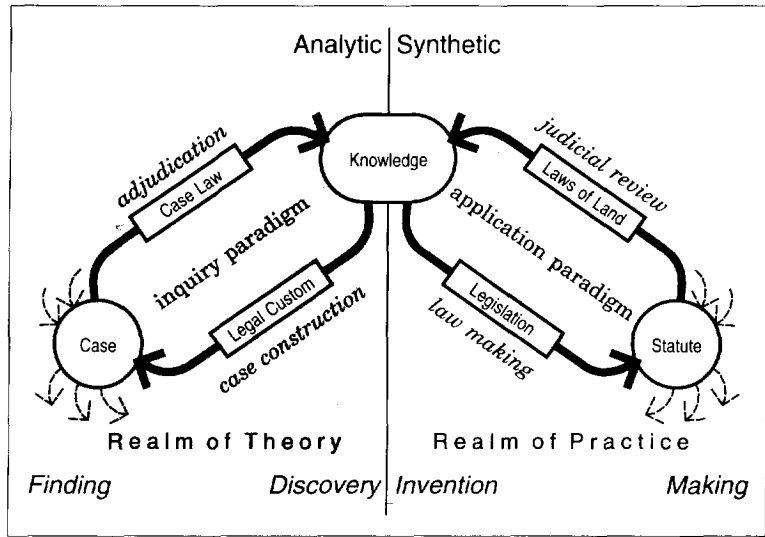 Analytic Synthetic
adjudication
Case Law
Knowledge
judicial review
Laws of Land
inquiry paradigm
application paradigm
Legal Custom
case construction
Legislation
law making
Case
Statute
Realm of Theory
Realm of Practice
Finding
Discovery
Invention
Making